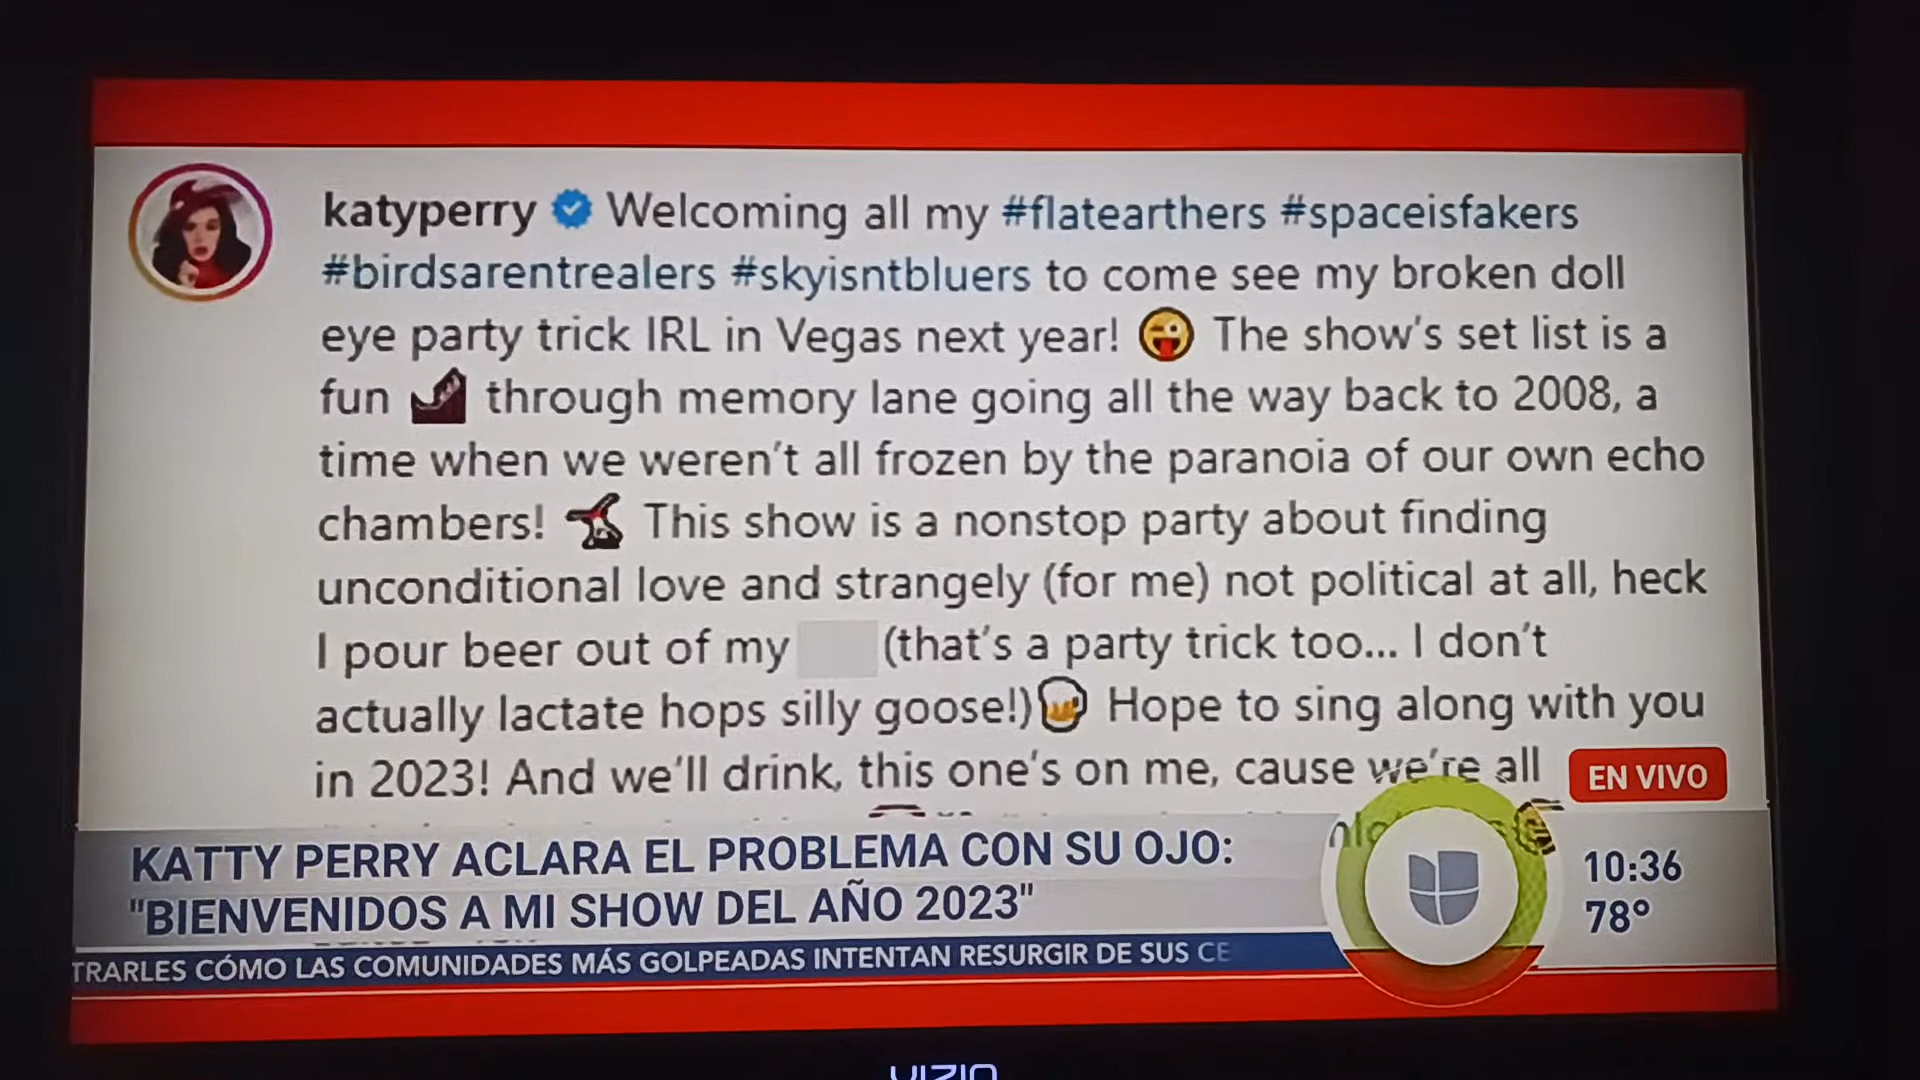 katyperry Welcoming all my #flatearthers #spaceisfakers
#birdsarentrealers #skyisntbluers to come see my broken doll
eye party trick IRL in Vegas next year! 😜 The show's set list is a
fun 🎢 through memory lane going all the way back to 2008, a
time when we weren't all frozen by the paranoia of our own echo
chambers! This show is a nonstop party about finding
unconditional love and strangely (for me) not political at all, heck
I pour beer out of my (that's a party trick too... I don't
actually lactate hops silly goose!)🍺 Hope to sing along with you
in 2023! And we'll drink, this one's on me, cause we're all
EN VIVO
KATTY PERRY ACLARA EL PROBLEMA CON SU OJO:
"BIENVENIDOS A MI SHOW DEL AÑO 2023"
10:36
78°
TRARLES CÓMO LAS COMUNIDADES MÁS GOLPEADAS INTENTAN RESURGIR DE SUS CE
VIZIO